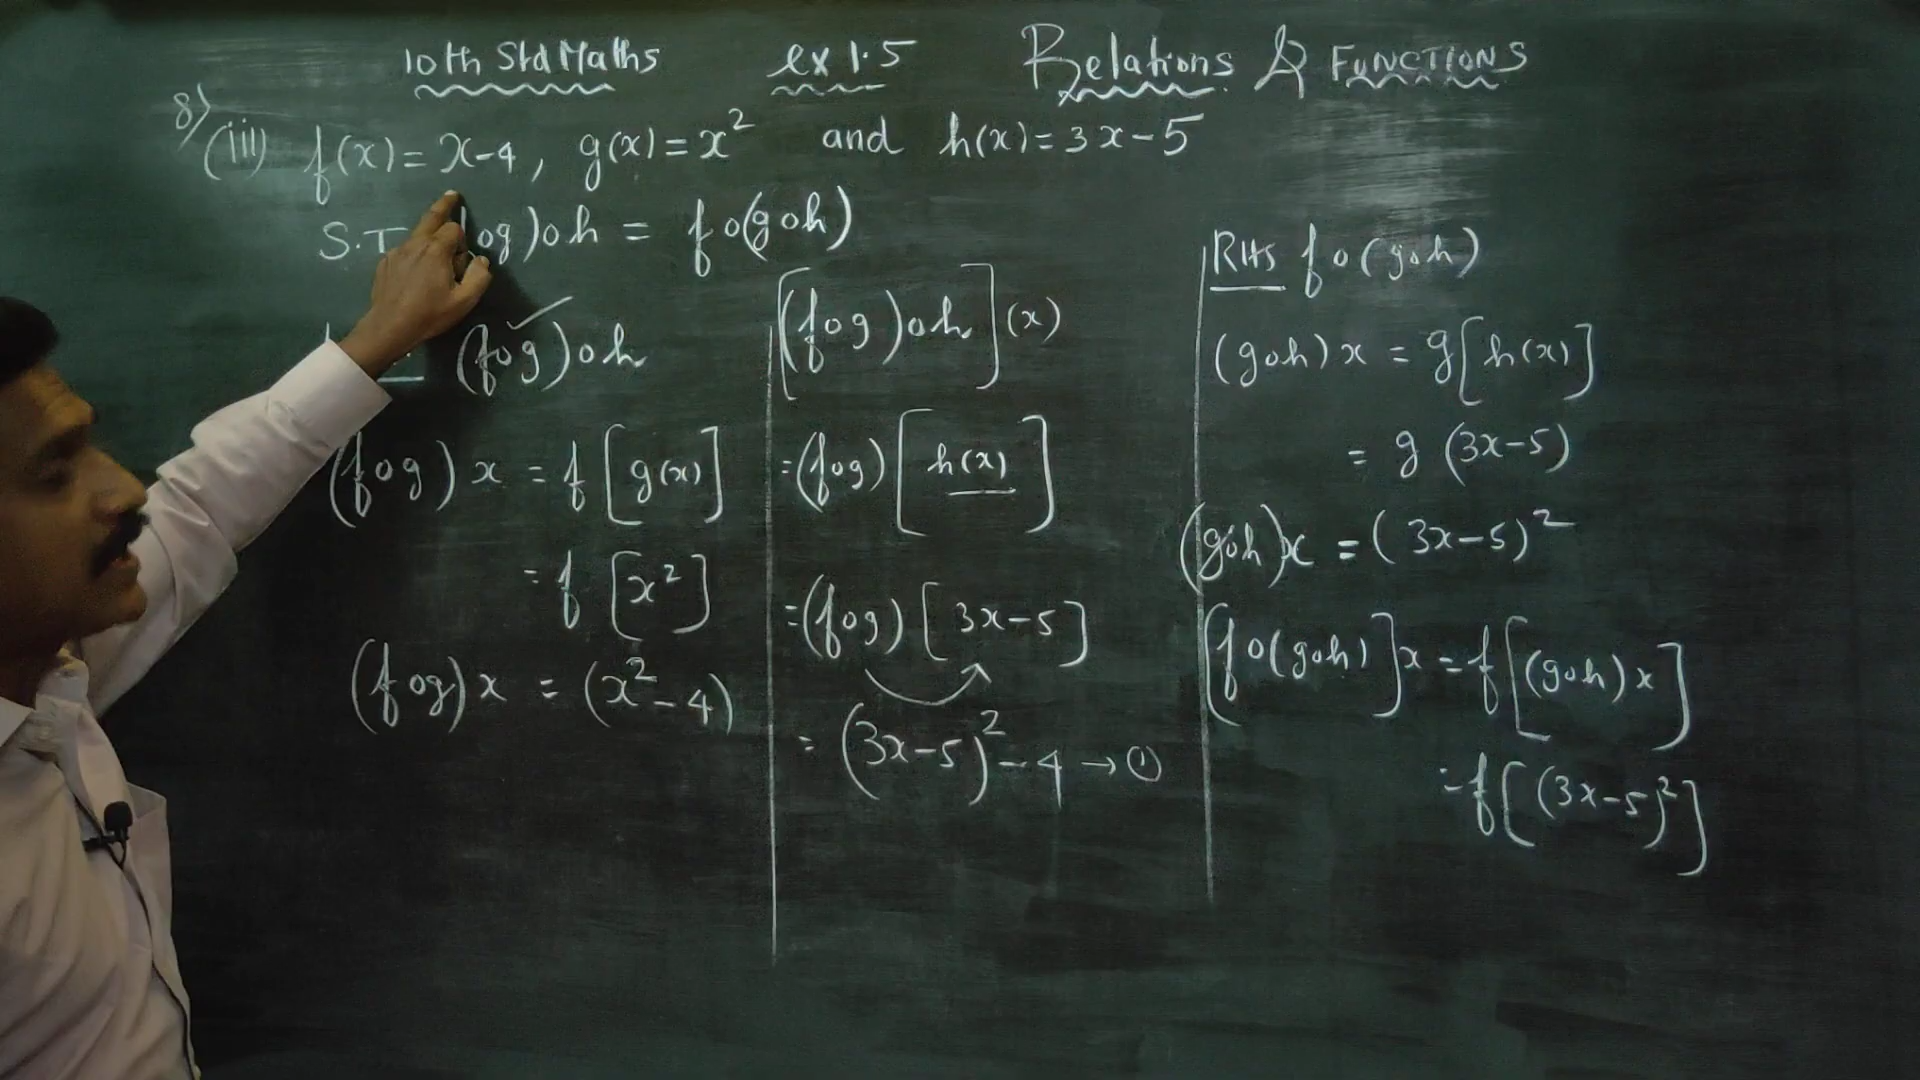 10th Std Maths ex 1.5 Relations & FUNCTIONS
8) (iii) f(x) = x-4, g(x) = x² and h(x) = 3x-5
S.T og)oh = fo(goh)
(fog)oh
(fog)x = f[g(x)]
= f[x²]
(fog)x = (x²-4)
[(fog)oh](x)
=(fog)[h(x)]
=(fog)[3x-5]
= (3x-5)²-4 → ①
RHS fo(goh)
(goh)x = g[h(x)]
= g(3x-5)
(goh)x = (3x-5)²
[fo(goh)]x = f[(goh)x]
= f[(3x-5)²]